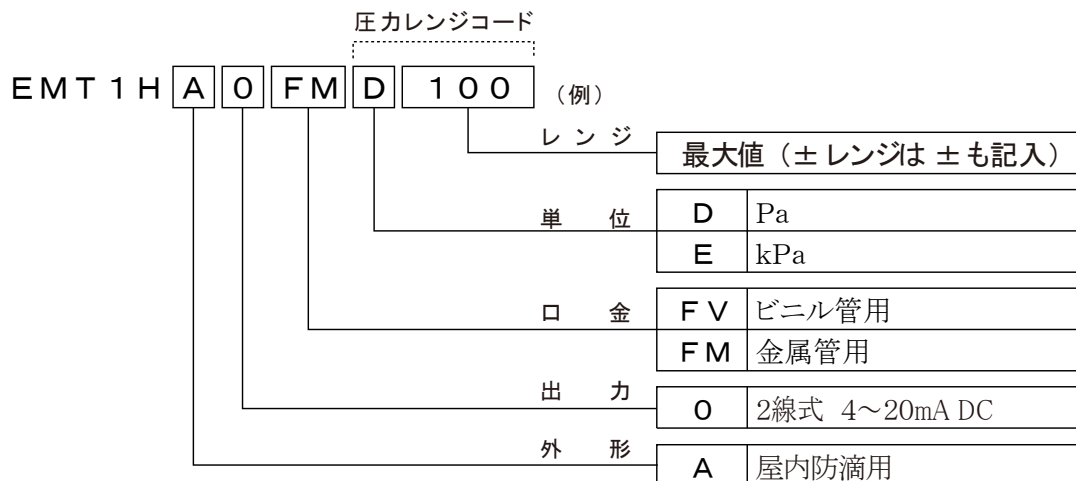 圧力レンジコード
EMT1H A 0 FM D 100 (例)
レンジ 最大値（±レンジは±も記入）
単位 D Pa
E kPa
口金 FV ビニル管用
FM 金属管用
出力 0 2線式 4～20mA DC
外形 A 屋内防滴用